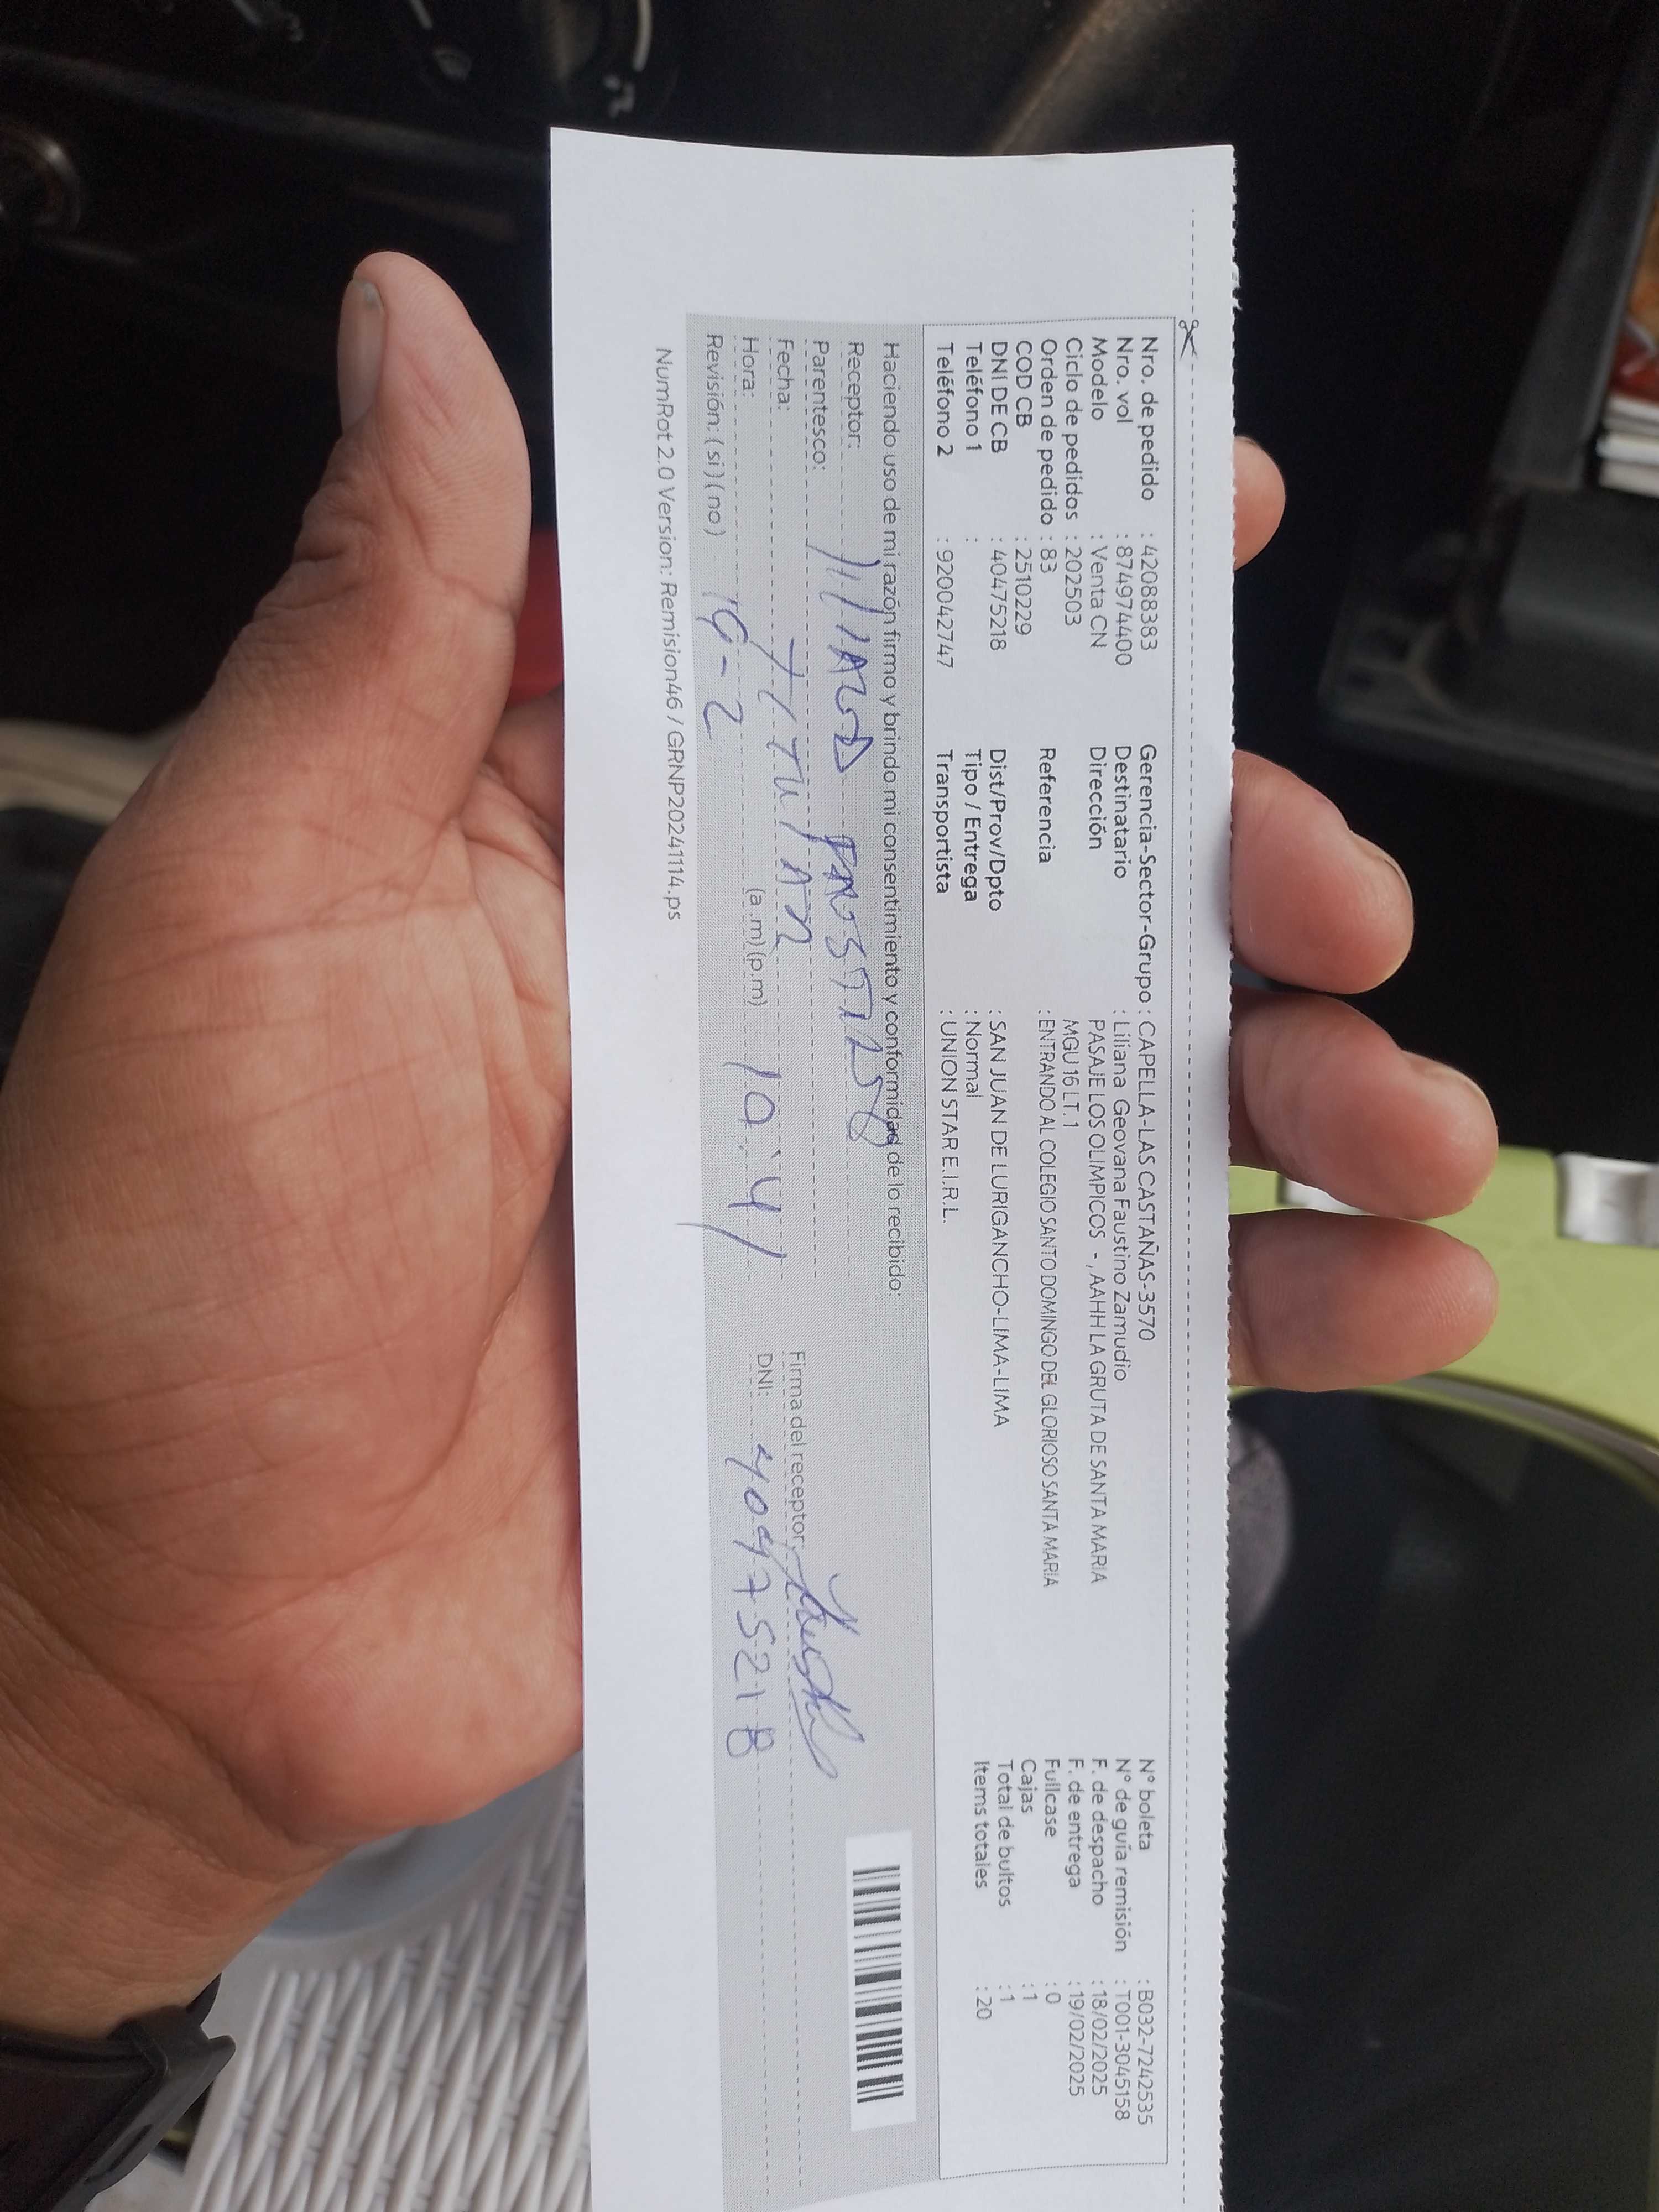 Nro. de pedido : 42088383
Nro. vol : 874974400
Modelo : Venta CN
Ciclo de pedidos : 202503
Orden de pedido : 83
COD CB : 2510229
DNI DE CB : 40475218
Teléfono 1 :
Teléfono 2 : 920042747
Gerencia-Sector-Grupo : CAPELLA-LAS CASTAÑAS-3570
Destinatario : Liliana Geovana Faustino Zamudio
Dirección PASAJE LOS OLIMPICOS - , AAHH LA GRUTA DE SANTA MARIA
MGU 16 LT. 1
Referencia : ENTRANDO AL COLEGIO SANTO DOMINGO DEL GLORIOSO SANTA MARIA
Dist/Prov/Dpto : SAN JUAN DE LURIGANCHO-LIMA-LIMA
Tipo / Entrega : Normal
Transportista : UNION STAR E.I.R.L.
N° boleta : B032-7242535
N° de guía remisión : T001-3045158
F. de despacho : 18/02/2025
F. de entrega : 19/02/2025
Fullcase : 0
Cajas : 1
Total de bultos : 1
Items totales : 20
Haciendo uso de mi razón firmo y brindo mi consentimiento y conformidad de lo recibido:
Receptor:
Parentesco:
Fecha: 19-2
Hora: (a.m) (p.m) 10:41
Revisión: (si) (no)
Firma del receptor:
DNI: 40475218
NumRot 2.0 Version: Remision46 / GRNP20241114.ps